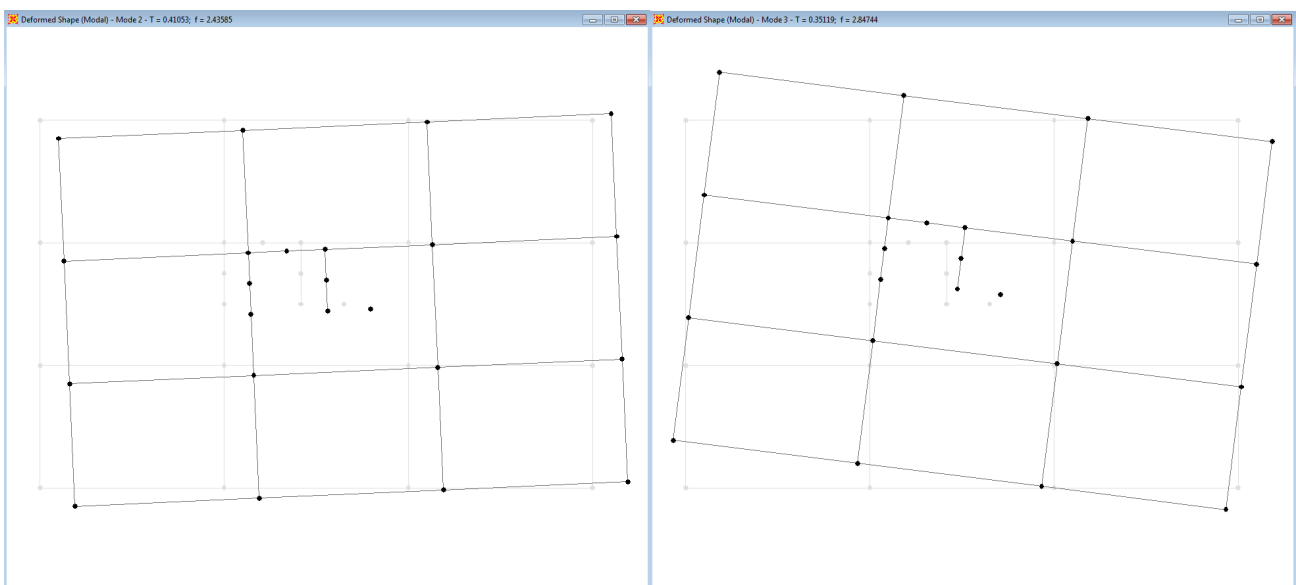 Deformed Shape (Modal) - Mode 2 - T = 0.41053; f = 2.43585
Deformed Shape (Modal) - Mode 3 - T = 0.35119; f = 2.84744